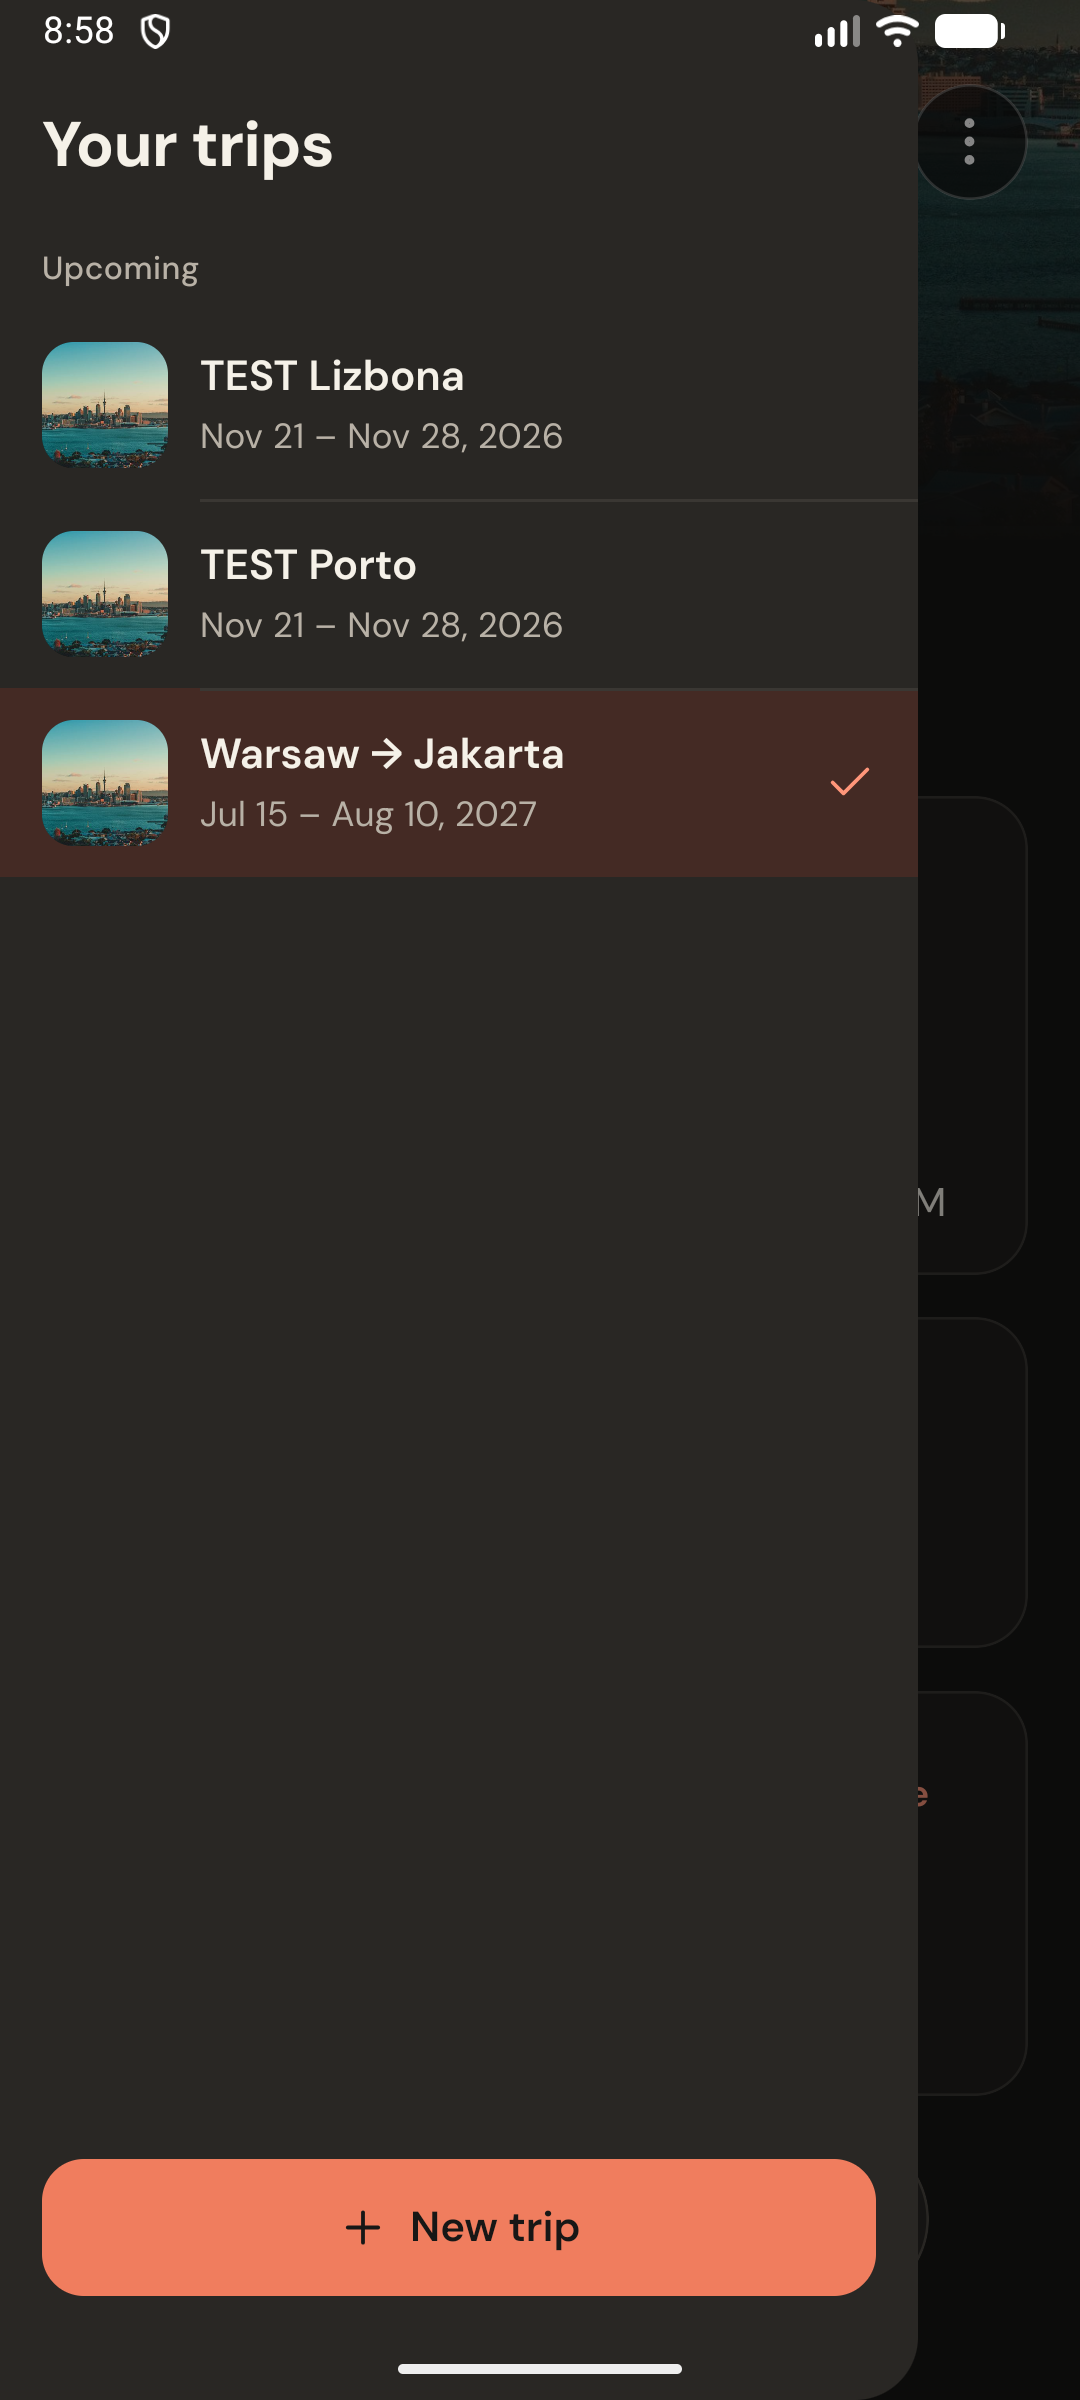 8:58
Your trips
Upcoming
TEST Lizbona
Nov 21 – Nov 28, 2026
TEST Porto
Nov 21 – Nov 28, 2026
Warsaw → Jakarta
Jul 15 – Aug 10, 2027
M
e
+ New trip